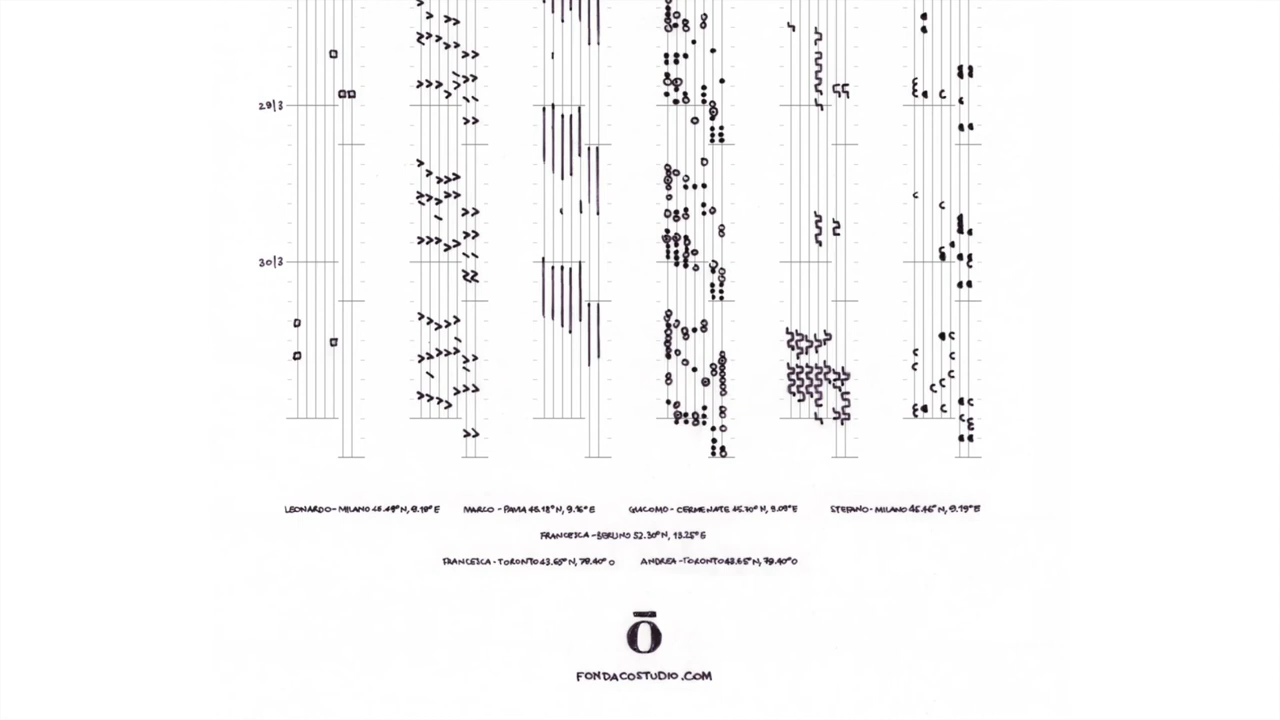 29|3
30|3
LEONARDO - MILANO 45.49° N, 9.19° E MARCO - PAVIA 45.18° N, 9.16° E GIACOMO - CERMENATE 45.70° N, 9.09° E STEFANO - MILANO 45.46° N, 9.19° E
FRANCESCA - BERLINO 52.30° N, 13.25° E
FRANCESCA - TORONTO 43.65° N, 79.40° O ANDREA - TORONTO 43.65° N, 79.40° O
Ō
FONDACOSTUDIO.COM